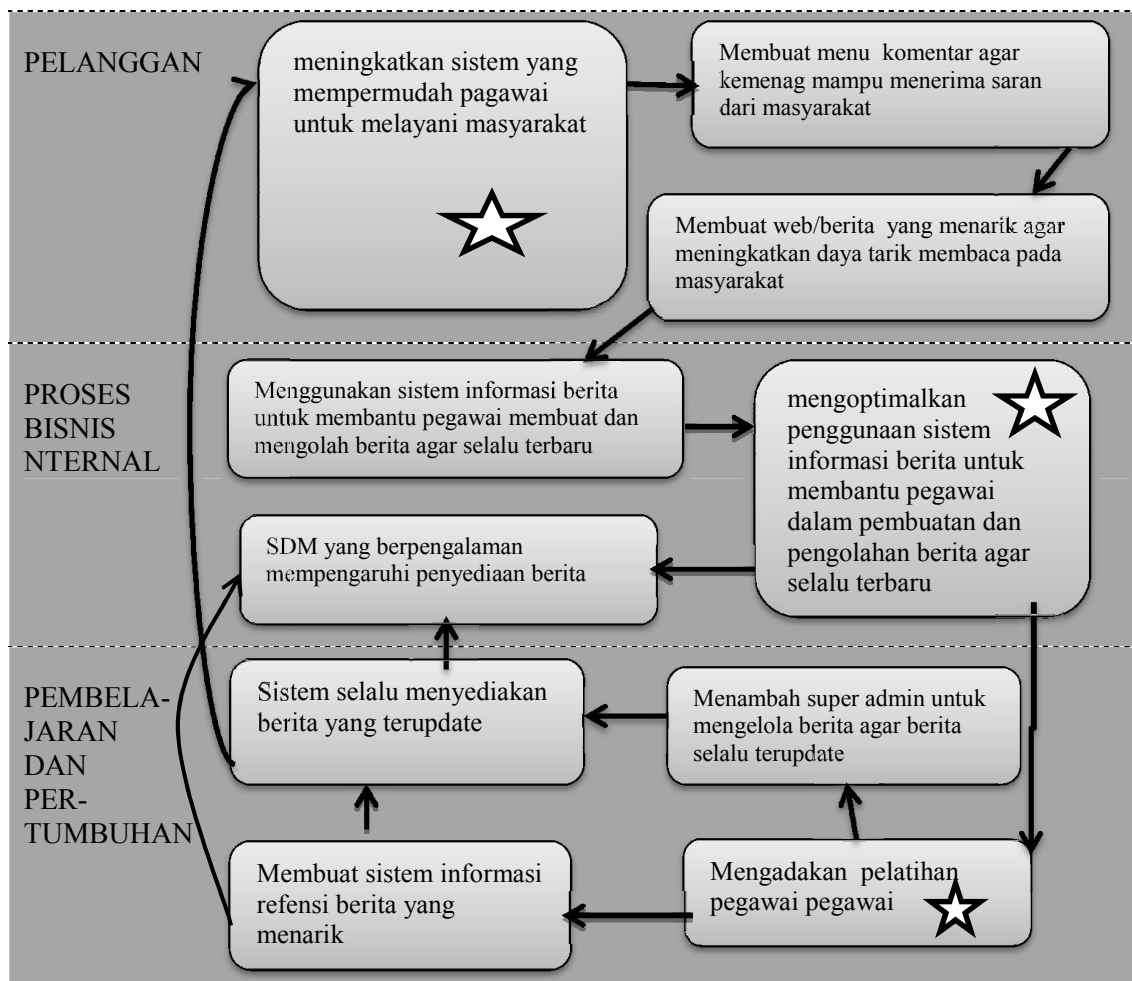 PELANGGAN
meningkatkan sistem yang
mempermudah pagawai
untuk melayani masyarakat
Membuat menu komentar agar
kemenag mampu menerima saran
dari masyarakat
Membuat web/berita yang menarik agar
meningkatkan daya tarik membaca pada
masyarakat
PROSES
BISNIS
NTERNAL
Menggunakan sistem informasi berita
untuk membantu pegawai membuat dan
mengolah berita agar selalu terbaru
mengoptimalkan
penggunaan sistem
informasi berita untuk
membantu pegawai
dalam pembuatan dan
pengolahan berita agar
selalu terbaru
SDM yang berpengalaman
mempengaruhi penyediaan berita
PEMBELA-
JARAN
DAN
PER-
TUMBUHAN
Sistem selalu menyediakan
berita yang terupdate
Menambah super admin untuk
mengelola berita agar berita
selalu terupdate
Membuat sistem informasi
refensi berita yang
menarik
Mengadakan pelatihan
pegawai pegawai